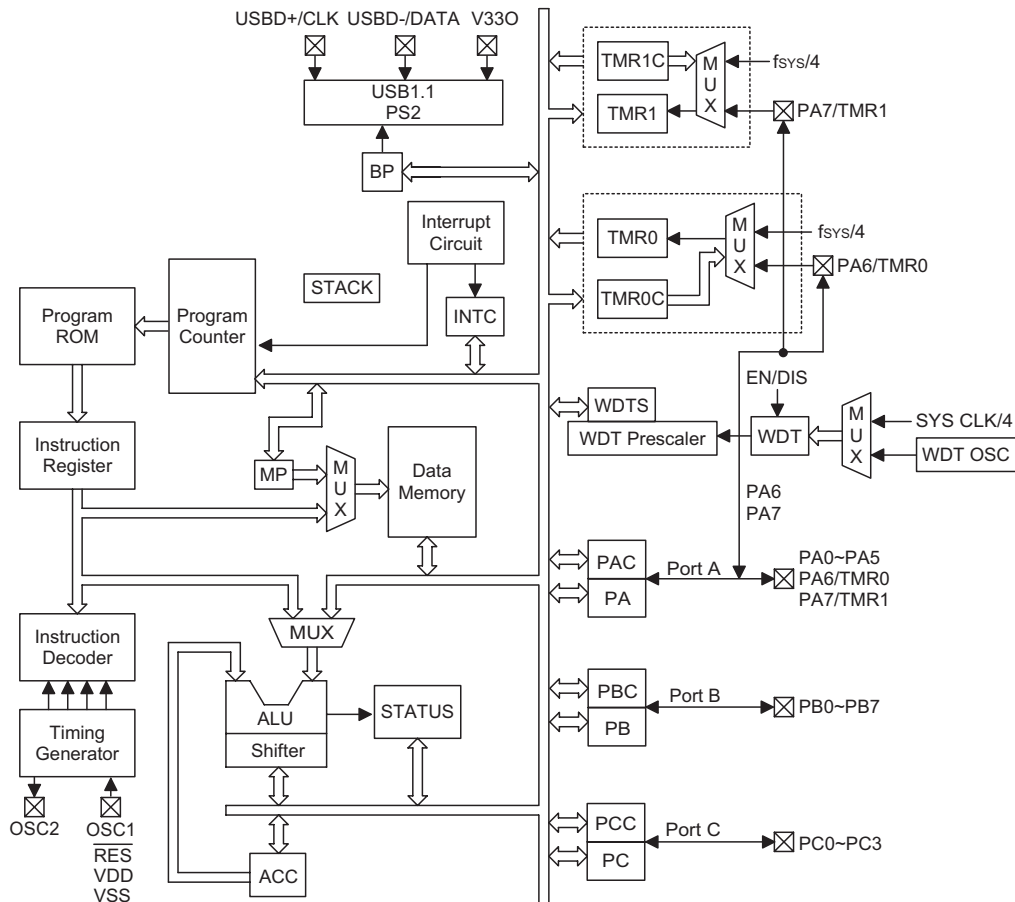 USBD+/CLK USBD-/DATA V33O
USB1.1
PS2
BP
Interrupt
Circuit
STACK
INTC
Program
ROM
Program
Counter
Instruction
Register
MP
MUX
Data
Memory
MUX
Instruction
Decoder
ALU
Shifter
STATUS
Timing
Generator
OSC2
OSC1
RES
VDD
VSS
ACC
TMR1C
TMR1
MUX
fSYS/4
PA7/TMR1
TMR0
TMR0C
MUX
fSYS/4
PA6/TMR0
EN/DIS
WDTS
WDT Prescaler
WDT
MUX
SYS CLK/4
WDT OSC
PA6
PA7
PAC
PA
Port A
PA0~PA5
PA6/TMR0
PA7/TMR1
PBC
PB
Port B
PB0~PB7
PCC
PC
Port C
PC0~PC3